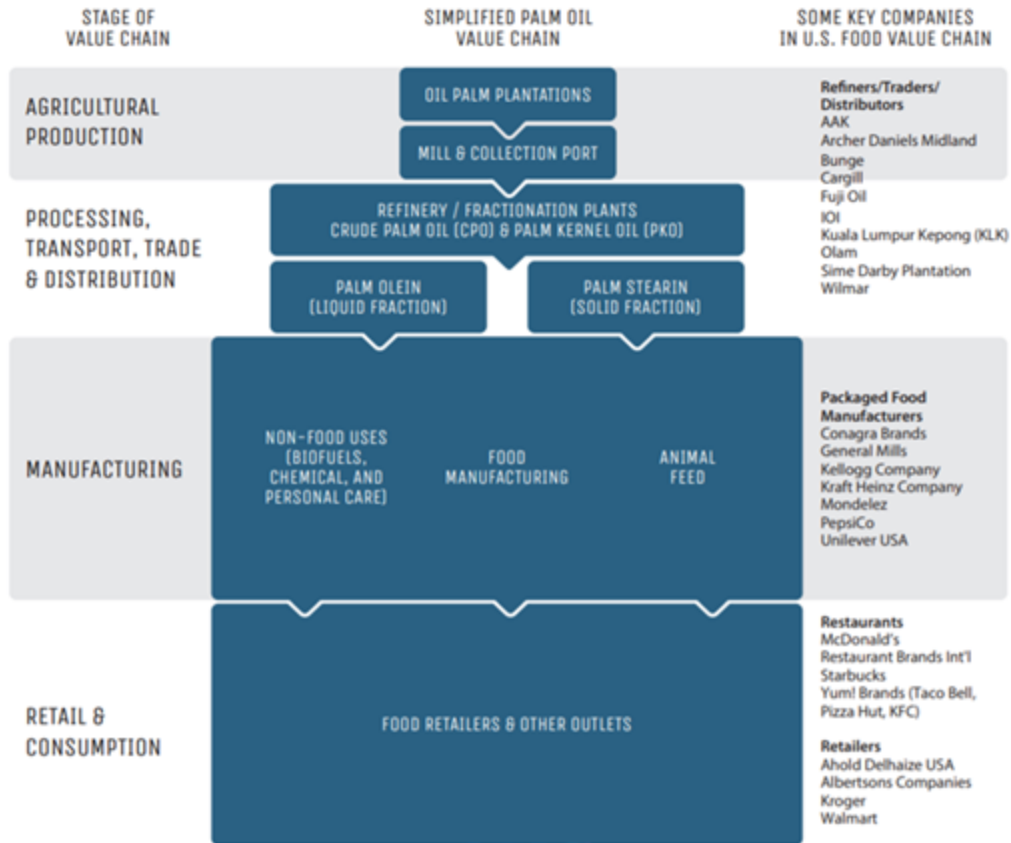 STAGE OF
VALUE CHAIN
SIMPLIFIED PALM OIL
VALUE CHAIN
SOME KEY COMPANIES
IN U.S. FOOD VALUE CHAIN
AGRICULTURAL
PRODUCTION
OIL PALM PLANTATIONS
MILL & COLLECTION PORT
Refiners/Traders/
Distributors
AAK
Archer Daniels Midland
Bunge
Cargill
Fuji Oil
IOI
Kuala Lumpur Kepong (KLK)
Olam
Sime Darby Plantation
Wilmar
PROCESSING,
TRANSPORT, TRADE
& DISTRIBUTION
REFINERY / FRACTIONATION PLANTS
CRUDE PALM OIL (CPO) & PALM KERNEL OIL (PKO)
PALM OLEIN
(LIQUID FRACTION)
PALM STEARIN
(SOLID FRACTION)
MANUFACTURING
NON-FOOD USES
(BIOFUELS,
CHEMICAL, AND
PERSONAL CARE)
FOOD
MANUFACTURING
ANIMAL
FEED
Packaged Food
Manufacturers
Conagra Brands
General Mills
Kellogg Company
Kraft Heinz Company
Mondelez
PepsiCo
Unilever USA
RETAIL &
CONSUMPTION
FOOD RETAILERS & OTHER OUTLETS
Restaurants
McDonald's
Restaurant Brands Int'l
Starbucks
Yum! Brands (Taco Bell,
Pizza Hut, KFC)
Retailers
Ahold Delhaize USA
Albertsons Companies
Kroger
Walmart